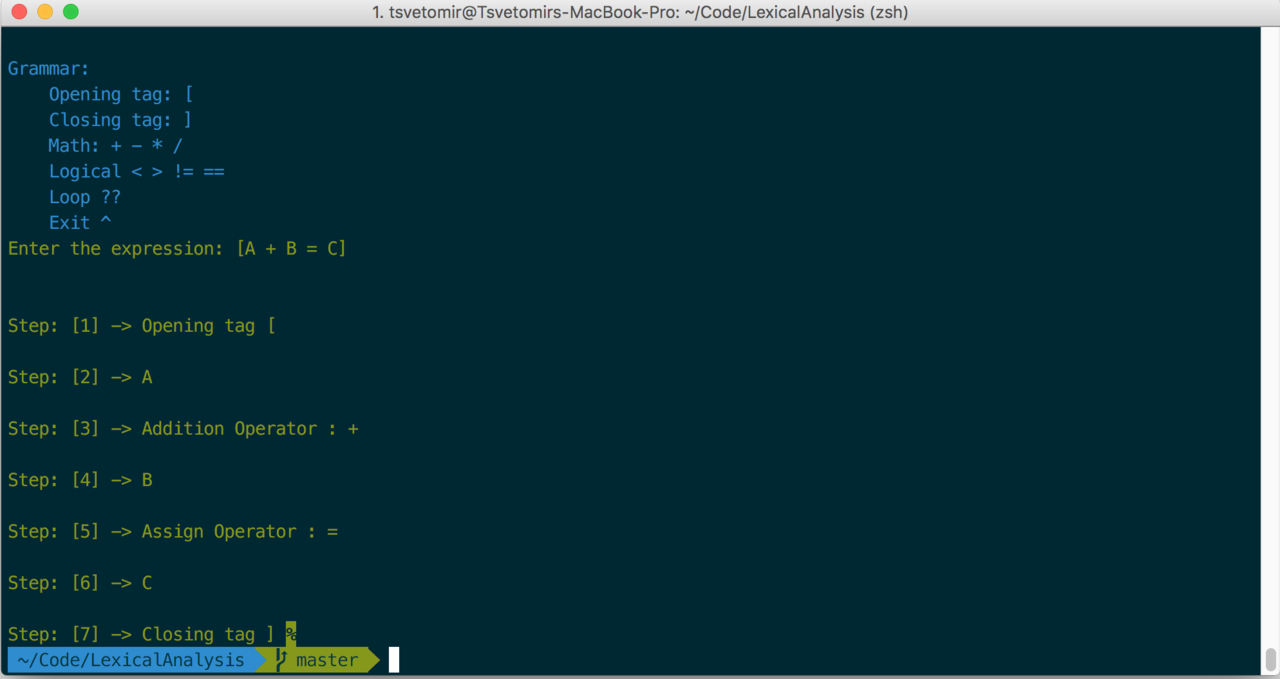 1. tsvetomir@Tsvetomirs-MacBook-Pro: ~/Code/LexicalAnalysis (zsh)
Grammar:
Opening tag: [
Closing tag: ]
Math: + - * /
Logical < > != ==
Loop ??
Exit ^
Enter the expression: [A + B = C]
Step: [1] -> Opening tag [
Step: [2] -> A
Step: [3] -> Addition Operator : +
Step: [4] -> B
Step: [5] -> Assign Operator : =
Step: [6] -> C
Step: [7] -> Closing tag ] %
~/Code/LexicalAnalysis master